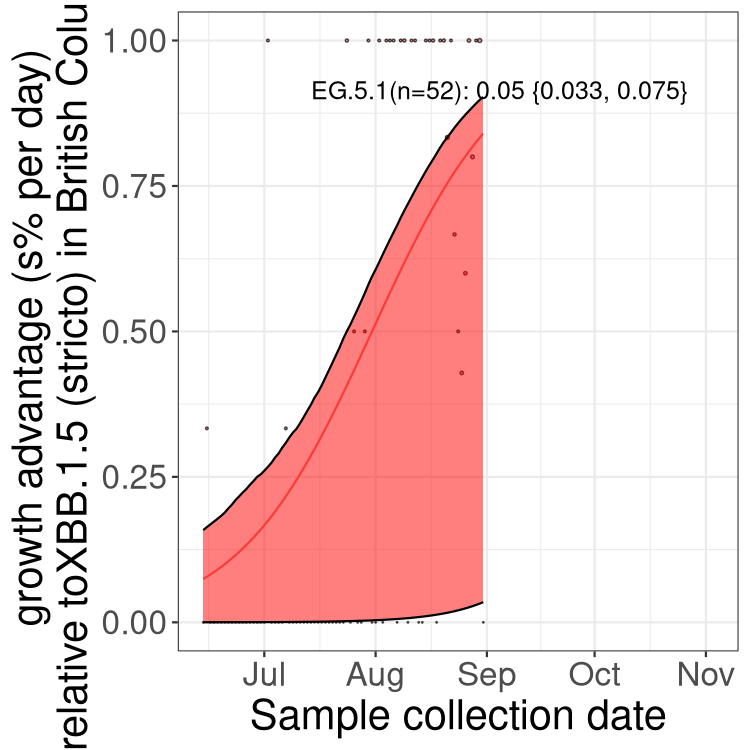 growth advantage (s% per day)
relative toXBB.1.5 (stricto) in British Colu
1.00
0.75
0.50
0.25
0.00
EG.5.1(n=52): 0.05 {0.033, 0.075}
Jul Aug Sep Oct Nov
Sample collection date